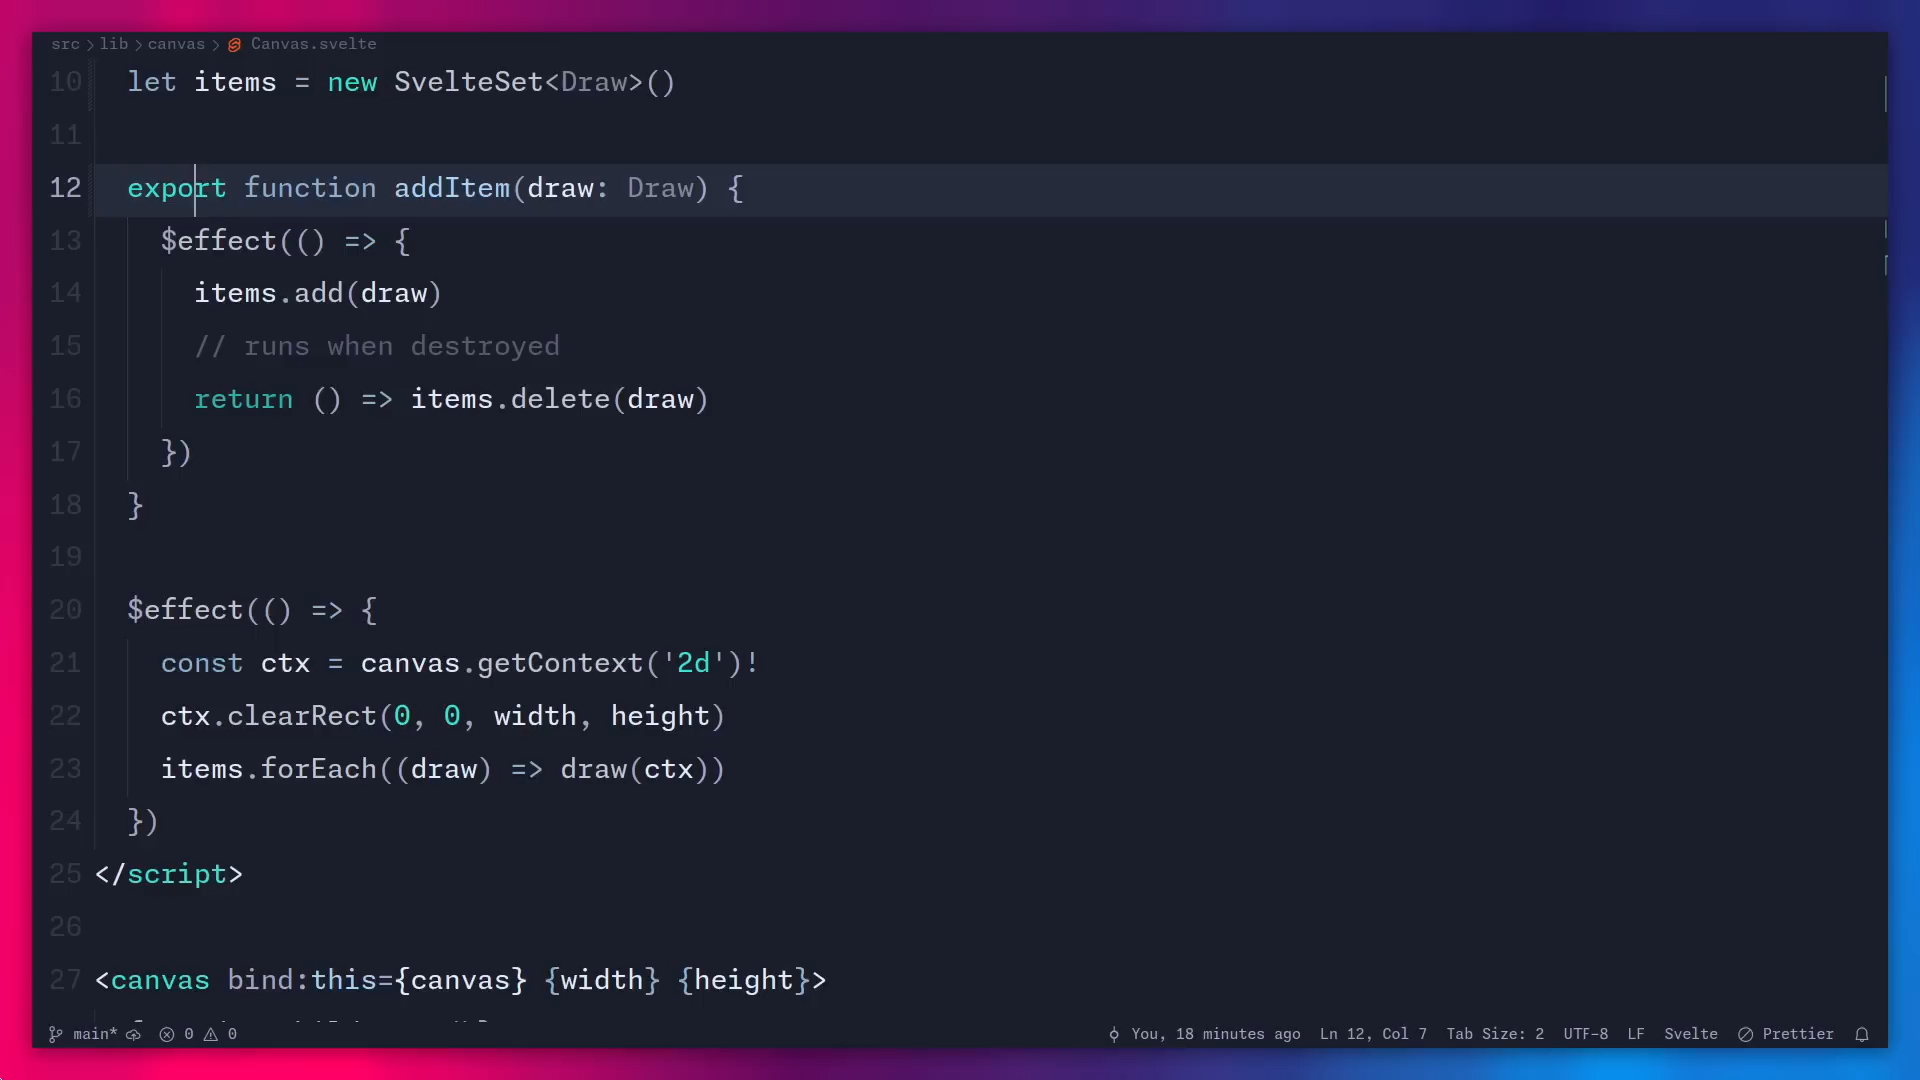 src > lib > canvas > Canvas.svelte
10 let items = new SvelteSet<Draw>()
11
12 export function addItem(draw: Draw) {
13 $effect(() => {
14 items.add(draw)
15 // runs when destroyed
16 return () => items.delete(draw)
17 })
18 }
19
20 $effect(() => {
21 const ctx = canvas.getContext('2d')!
22 ctx.clearRect(0, 0, width, height)
23 items.forEach((draw) => draw(ctx))
24 })
25 </script>
26
27 <canvas bind:this={canvas} {width} {height}>
main* 0 0 You, 18 minutes ago Ln 12, Col 7 Tab Size: 2 UTF-8 LF Svelte Prettier